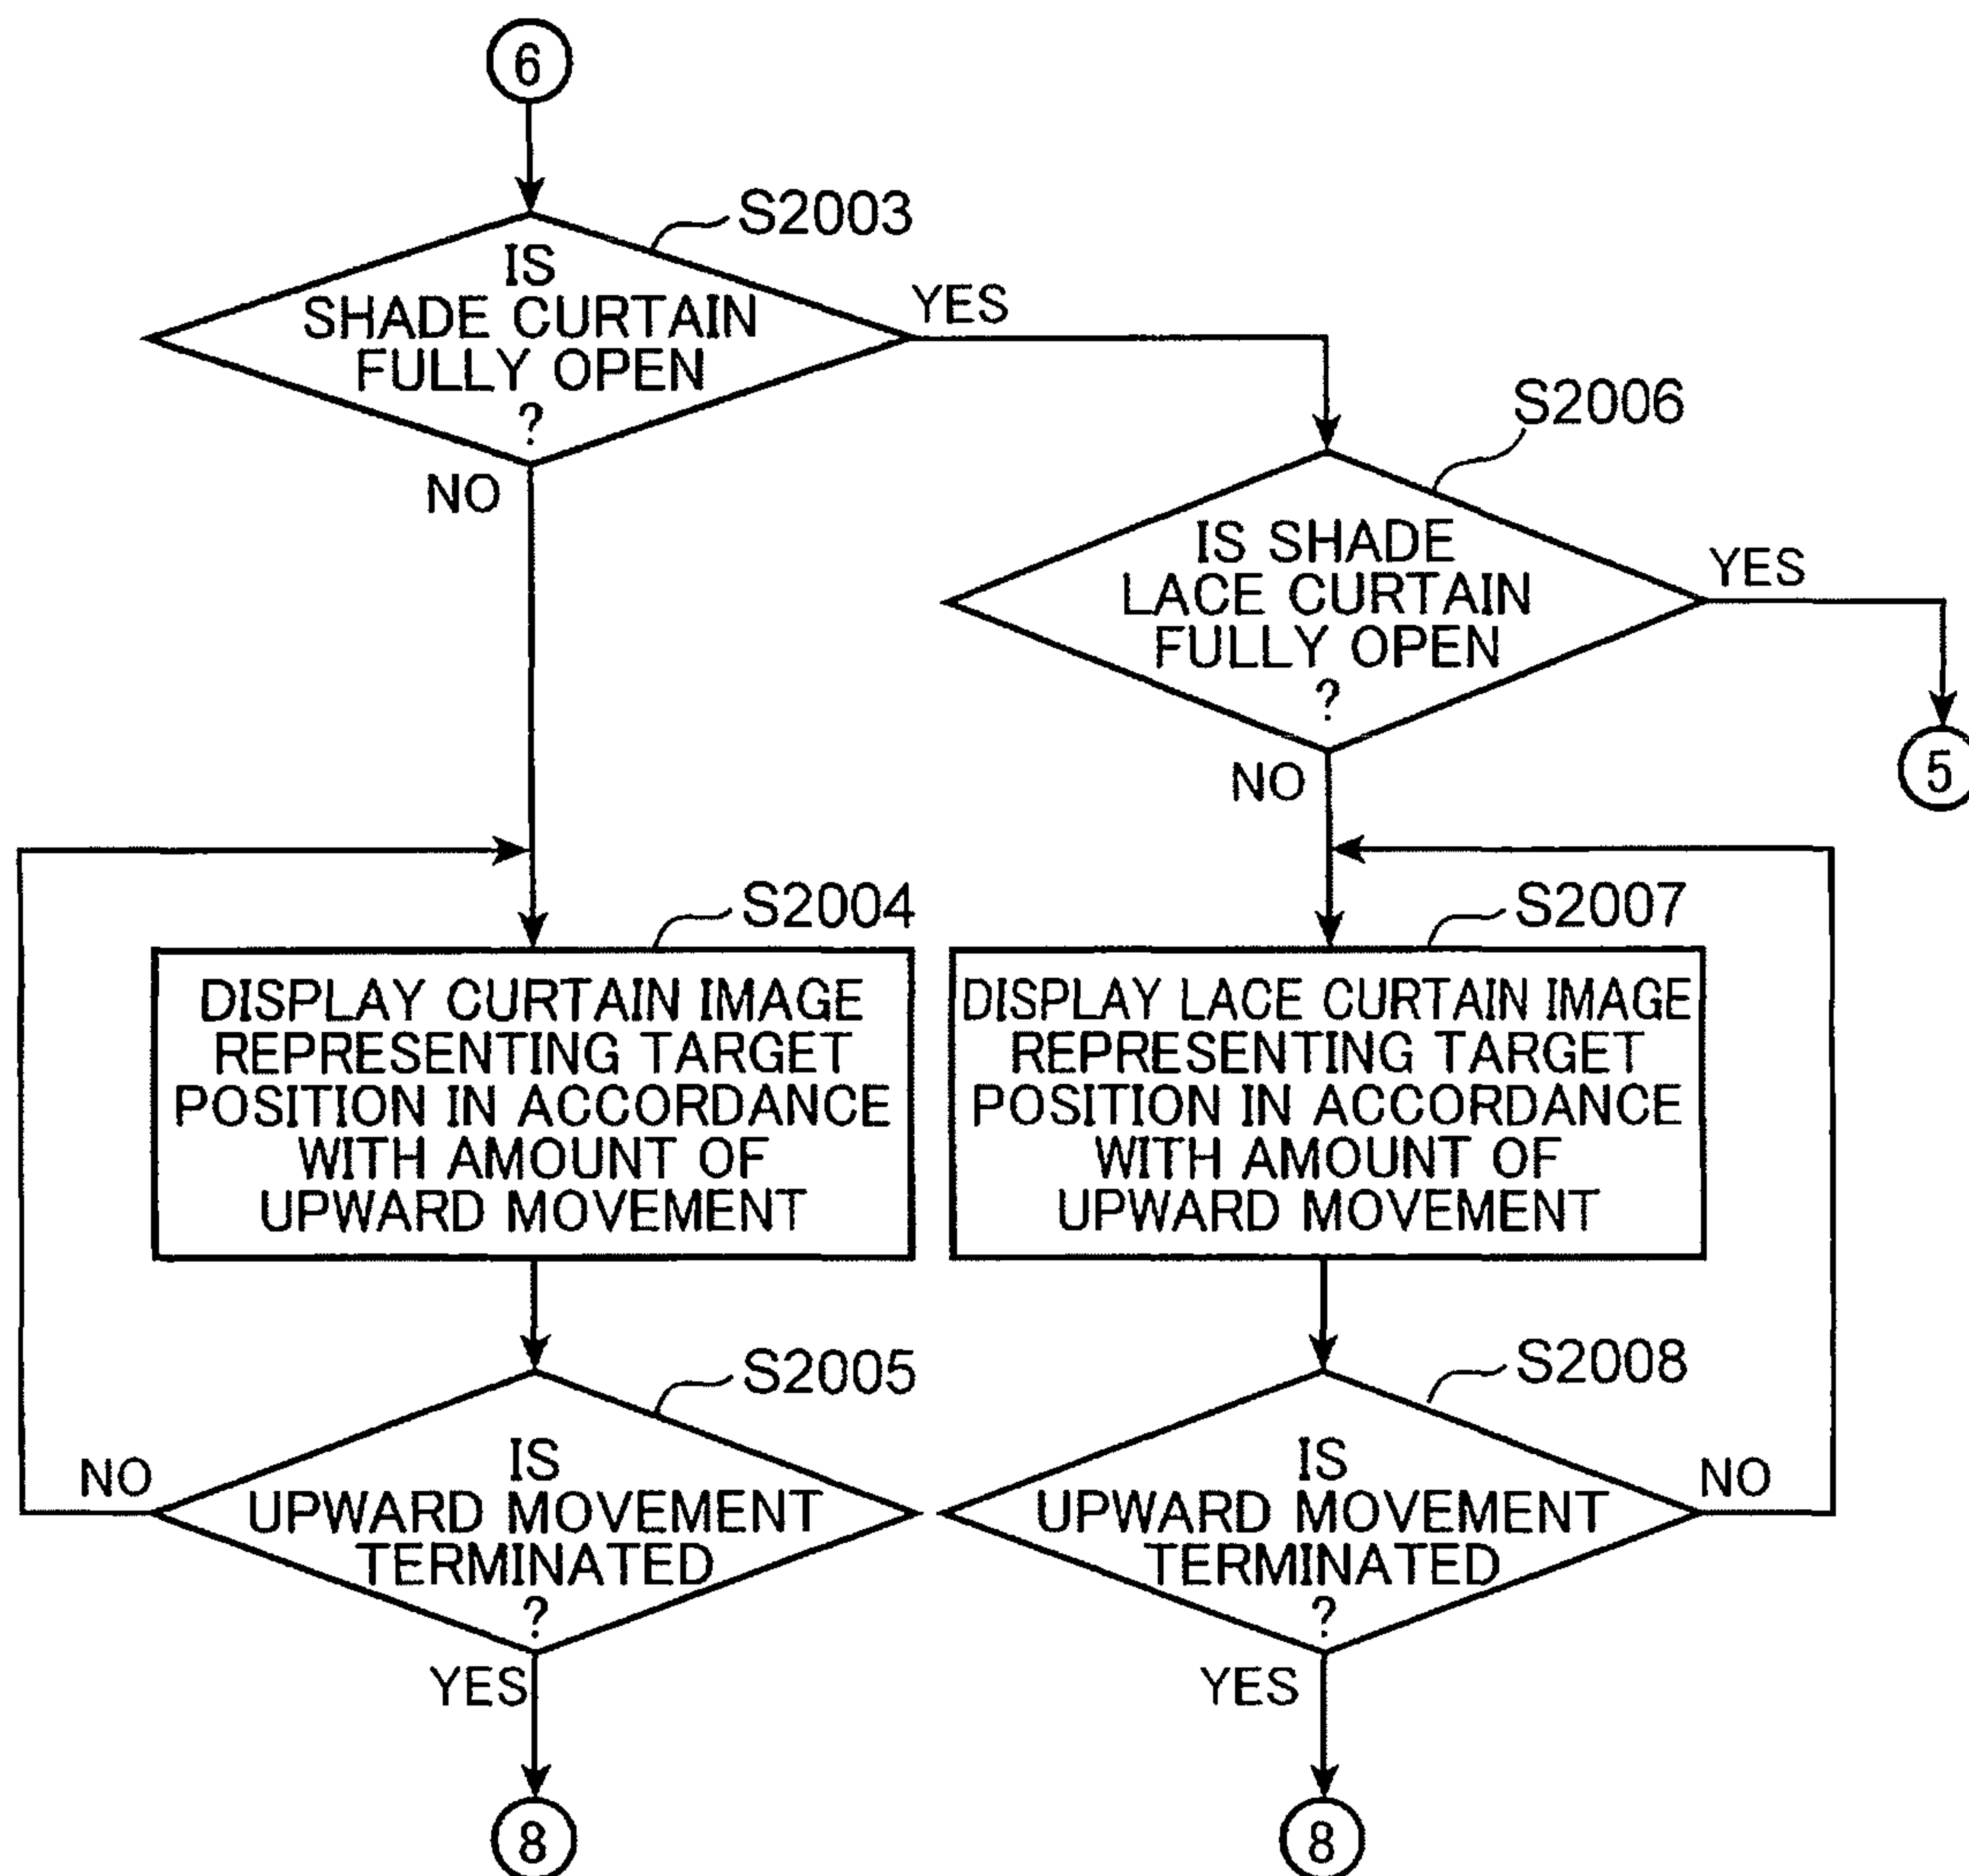 6
S2003
IS
SHADE CURTAIN
FULLY OPEN
?
YES
NO
S2006
IS SHADE
LACE CURTAIN
FULLY OPEN
?
YES
NO
5
S2004
DISPLAY CURTAIN IMAGE
REPRESENTING TARGET
POSITION IN ACCORDANCE
WITH AMOUNT OF
UPWARD MOVEMENT
S2007
DISPLAY LACE CURTAIN IMAGE
REPRESENTING TARGET
POSITION IN ACCORDANCE
WITH AMOUNT OF
UPWARD MOVEMENT
S2005
NO
IS
UPWARD MOVEMENT
TERMINATED
?
YES
8
S2008
IS
UPWARD MOVEMENT
TERMINATED
?
NO
YES
8